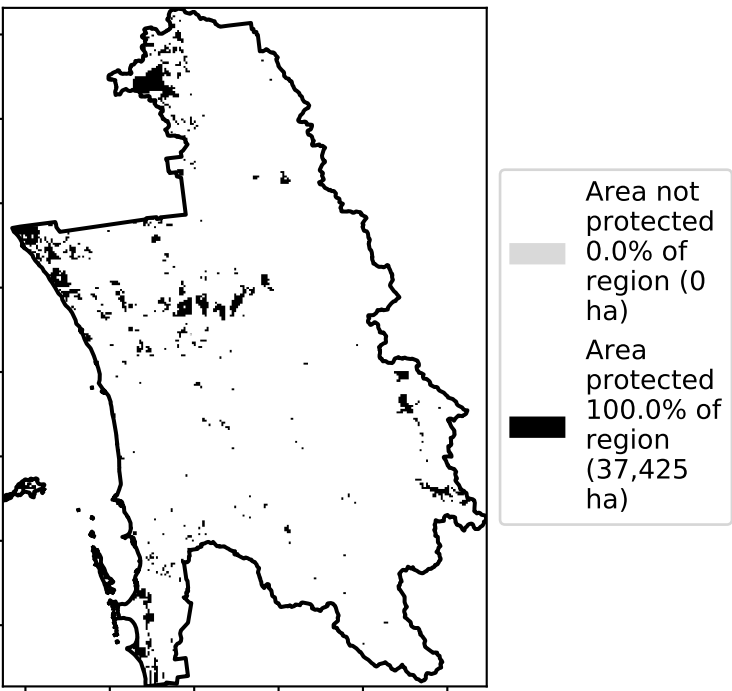 Area not
protected
0.0% of
region (0
ha)
Area
protected
100.0% of
region
(37,425
ha)